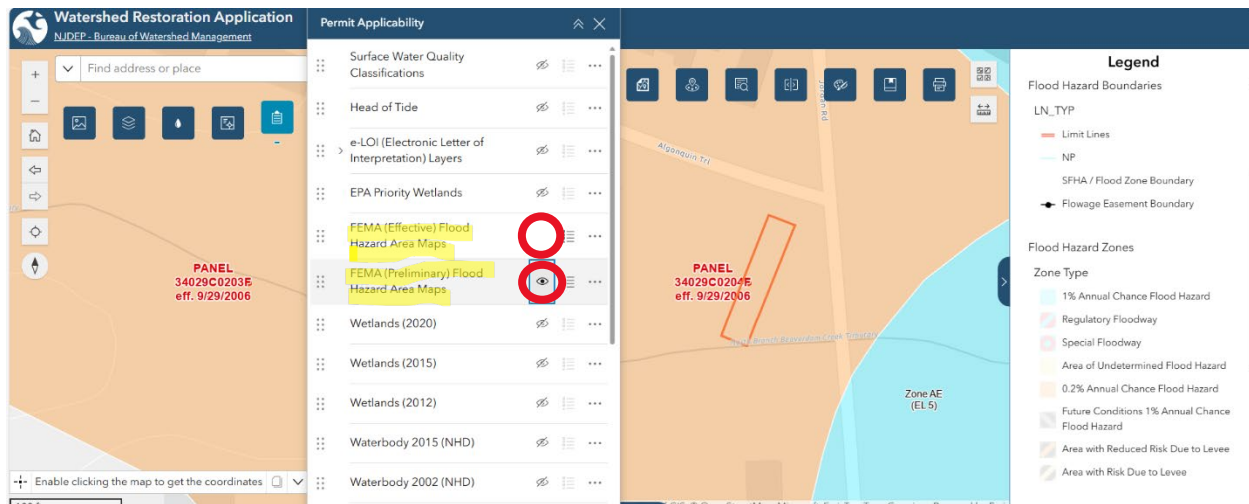 Watershed Restoration Application
NJDEP - Bureau of Watershed Management
Find address or place
Permit Applicability
Surface Water Quality
Classifications
Head of Tide
e-LOI (Electronic Letter of
Interpretation) Layers
EPA Priority Wetlands
FEMA (Effective) Flood
Hazard Area Maps
FEMA (Preliminary) Flood
Hazard Area Maps
Wetlands (2020)
Wetlands (2015)
Wetlands (2012)
Waterbody 2015 (NHD)
Waterbody 2002 (NHD)
PANEL
34029C0203F
eff. 9/29/2006
Enable clicking the map to get the coordinates
Jordan Rd
Algonquin Trl
PANEL
34029C0204F
eff. 9/29/2006
Zone AE
(EL 5)
Legend
Flood Hazard Boundaries
LN_TYP
Limit Lines
NP
SFHA / Flood Zone Boundary
Flowage Easement Boundary
Flood Hazard Zones
Zone Type
1% Annual Chance Flood Hazard
Regulatory Floodway
Special Floodway
Area of Undetermined Flood Hazard
0.2% Annual Chance Flood Hazard
Future Conditions 1% Annual Chance
Flood Hazard
Area with Reduced Risk Due to Levee
Area with Risk Due to Levee